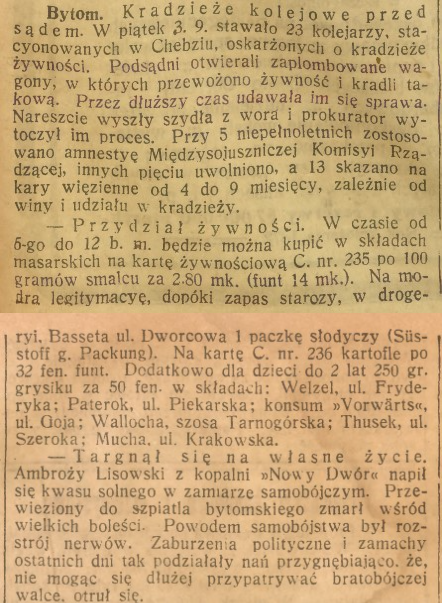 Bytom. Kradzieże kolejowe przed
sądem. W piątek 3. 9. stawało 23 kolejarzy, sta-
cyonowanych w Chebziu, oskarżonych o kradzieże
żywności. Podsądni otwierali zaplombowane wa-
gony, w których przewożono żywność i kradli ta-
kową. Przez dłuższy czas udawała im się sprawa.
Nareszcie wyszły szydła z wora i prokurator wy-
toczył im proces. Przy 5 niepełnoletnich zostoso-
wano amnestyę Międzysojuszniczej Komisyi Rzą-
dzącej, innych pięciu uwolniono, a 13 skazano na
kary więzienne od 4 do 9 miesięcy, zależnie od
winy i udziału w kradzieży.
— Przydział żywności. W czasie od
6-go do 12 b. m. będzie można kupić w składach
masarskich na kartę żywnościową C. nr. 235 po 100
gramów smalcu za 2.80 mk. (funt 14 mk.). Na mo-
dra legitymacyę, dopóki zapas starozy, w droge-
ryi, Basseta ul. Dworcowa 1 paczkę słodyczy (Süs-
stoff g. Packung). Na kartę C. nr. 236 kartofle po
32 fen. funt. Dodatkowo dla dzieci do 2 lat 250 gr.
grysiku za 50 fen. w składach: Welzel, ul. Fryde-
ryka; Paterok, ul. Piekarska; konsum »Vorwärts«,
ul. Goja; Wallocha, szosa Tarnogórska; Thusek, ul.
Szeroka; Mucha, ul. Krakowska.
— Targnął się na własne życie.
Ambroży Lisowski z kopalni »Nowy Dwór« napił
się kwasu solnego w zamiarze samobójczym. Prze-
wieziony do szpiatla bytomskiego zmarł wśród
wielkich boleści. Powodem samobójstwa był roz-
strój nerwów. Zaburzenia polityczne i zamachy
ostatnich dni tak podziałały nań przygnębiająco, że,
nie mogąc się dłużej przypatrywać bratobójczej
walce, otruł się.